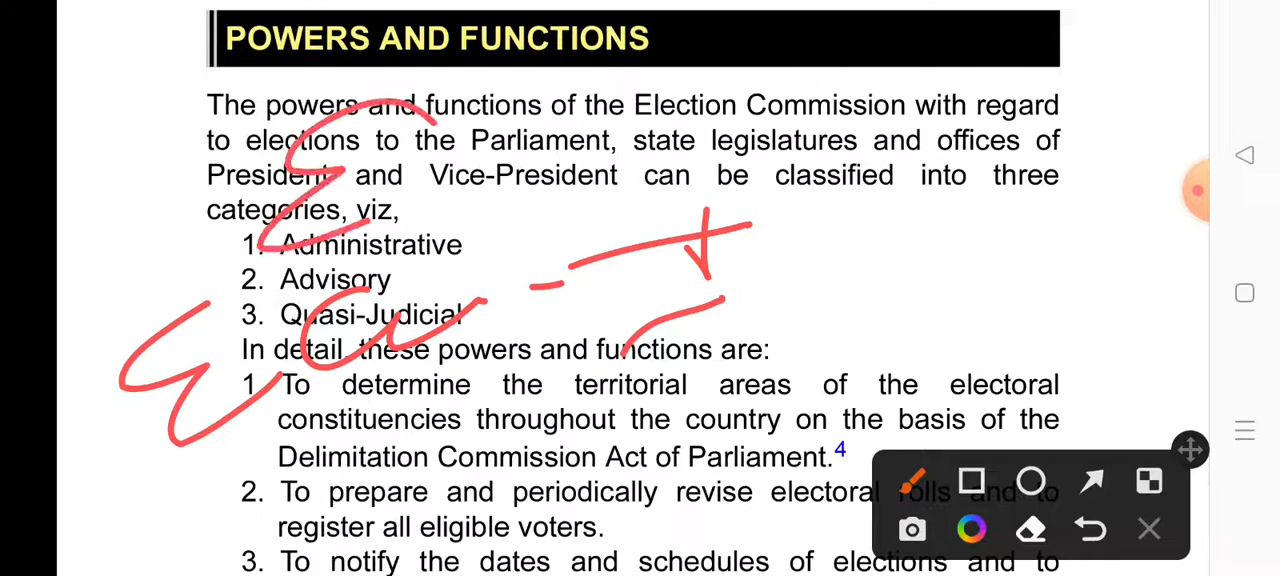 POWERS AND FUNCTIONS
The powers and functions of the Election Commission with regard
to elections to the Parliament, state legislatures and offices of
President and Vice-President can be classified into three
categories, viz,
1. Administrative
2. Advisory
3. Quasi-Judicial
In detail, these powers and functions are:
1. To determine the territorial areas of the electoral
constituencies throughout the country on the basis of the
Delimitation Commission Act of Parliament.4
2. To prepare and periodically revise electoral rolls and to
register all eligible voters.
3. To notify the dates and schedules of elections and to